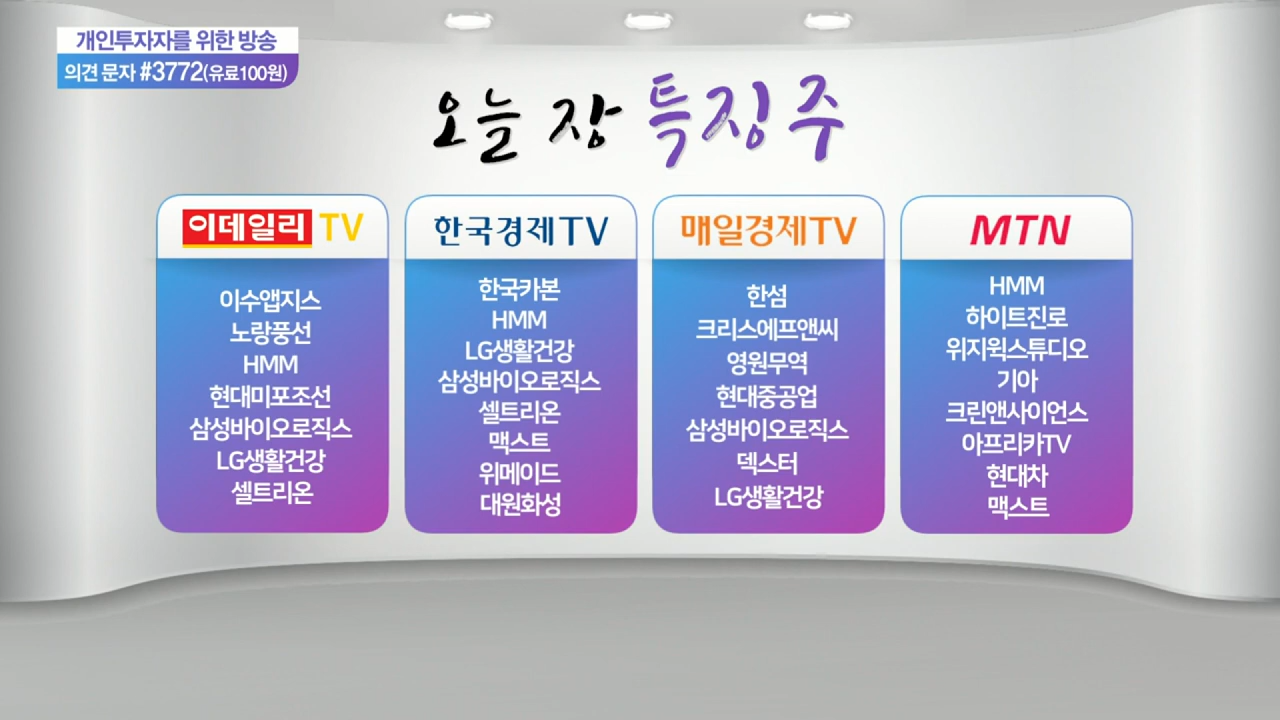 개인투자자를 위한 방송
의견 문자 #3772(유료100원)
오늘 장 특징주
이데일리 TV
이수앱지스
노랑풍선
HMM
현대미포조선
삼성바이오로직스
LG생활건강
셀트리온
한국경제TV
한국카본
HMM
LG생활건강
삼성바이오로직스
셀트리온
맥스트
위메이드
대원화성
매일경제TV
한섬
크리스에프앤씨
영원무역
현대중공업
삼성바이오로직스
덱스터
LG생활건강
MTN
HMM
하이트진로
위지윅스튜디오
기아
크린앤사이언스
아프리카TV
현대차
맥스트